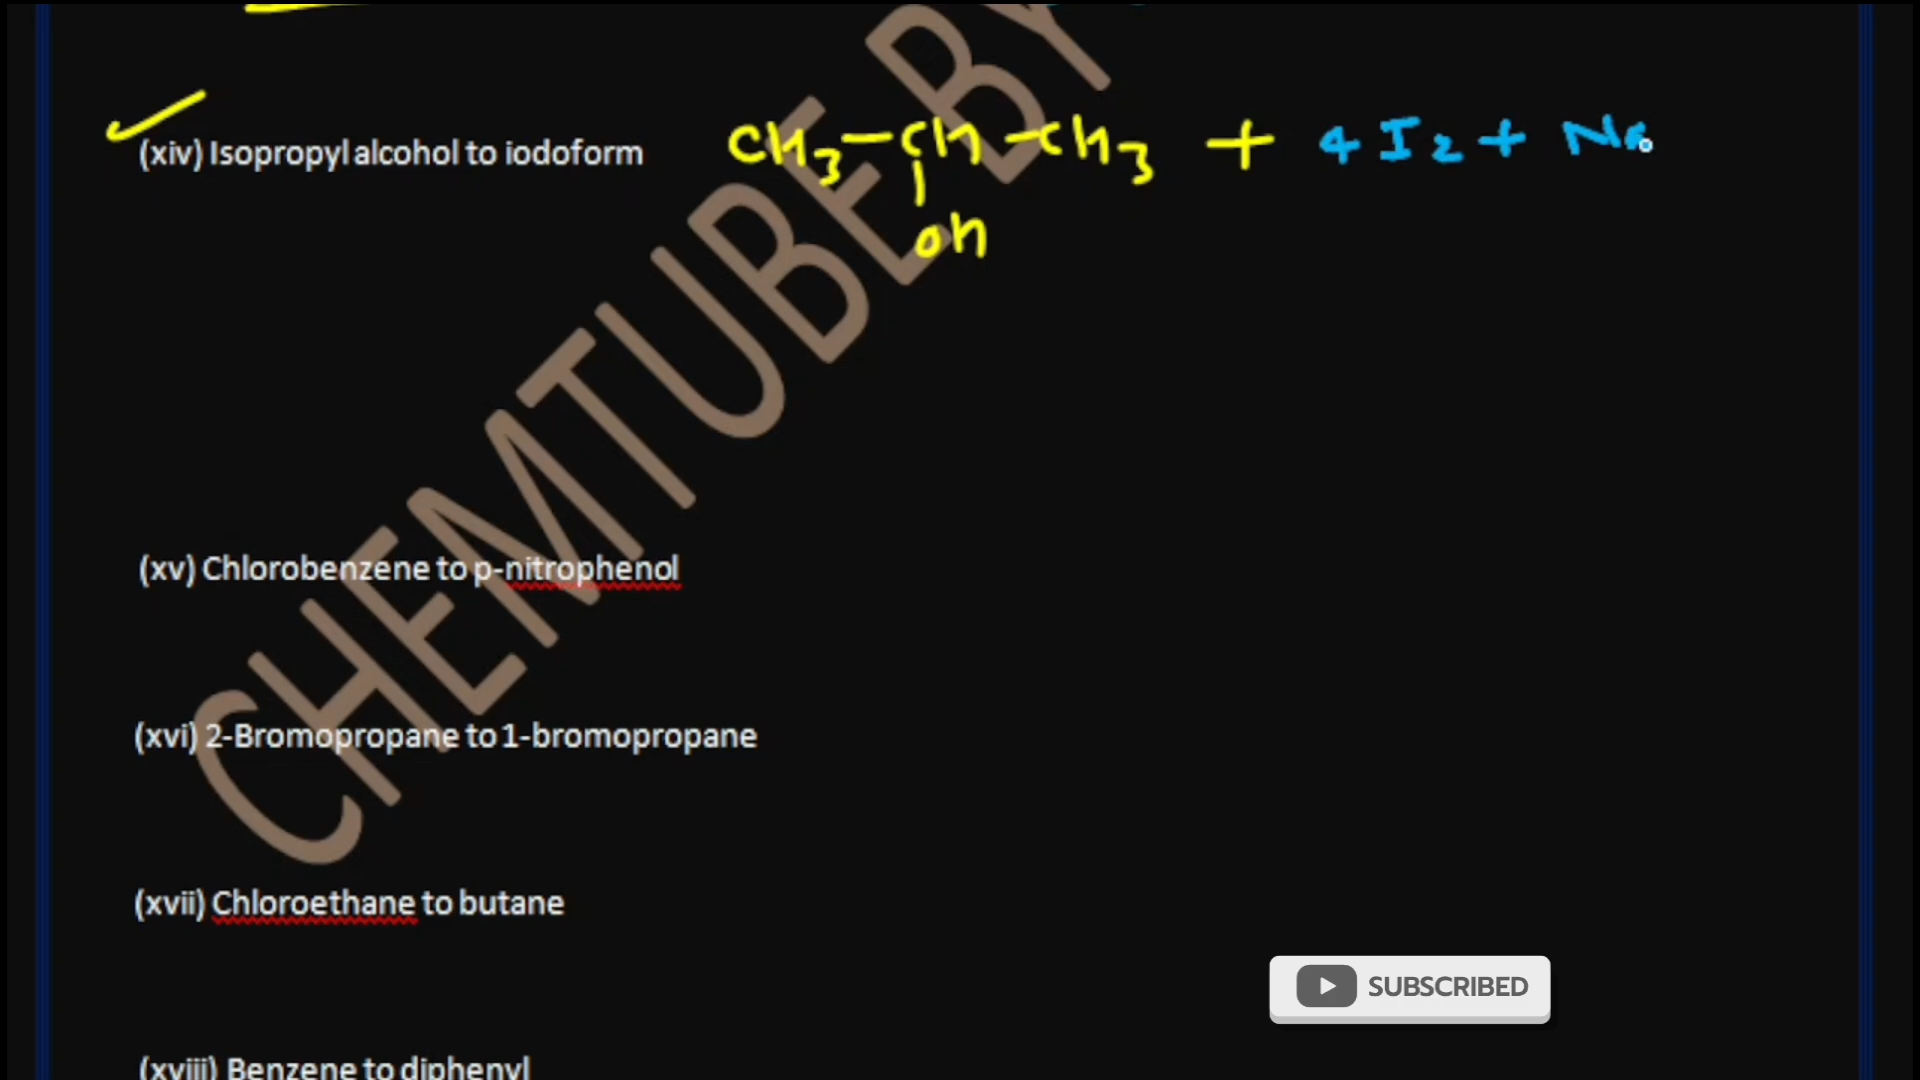 (xiv) Isopropyl alcohol to iodoform CH3-CH-CH3 + 4I2 + Na
OH
(xv) Chlorobenzene to p-nitrophenol
(xvi) 2-Bromopropane to 1-bromopropane
(xvii) Chloroethane to butane
(xviii) Benzene to diphenyl
CHEMTUBE BY
SUBSCRIBED